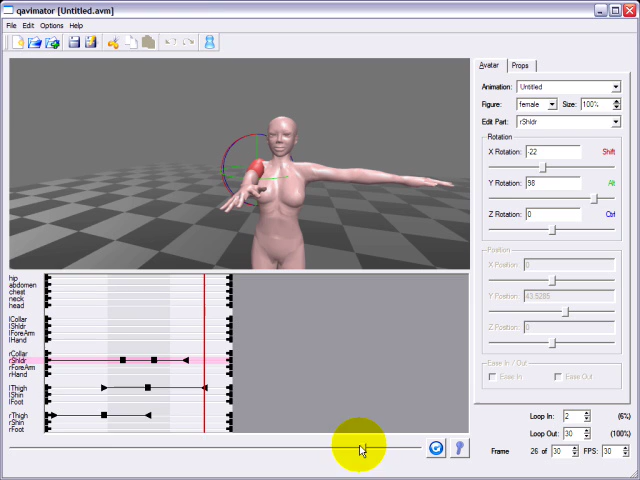 qavimator [Untitled.avm]
File Edit Options Help
Avatar Props
Animation: Untitled
Figure: female Size: 100%
Edit Part: rShldr
Rotation
X Rotation: -22 Shift
Y Rotation: 98 Alt
Z Rotation: 0 Ctrl
Position
X Position: 0
Y Position: 43.5285
Z Position: 0
Ease In / Out
Ease In Ease Out
Loop In: 2 (6%)
Loop Out: 30 (100%)
Frame 26 of 30 FPS: 30
hip
abdomen
chest
neck
head
lCollar
lShldr
lForeArm
lHand
rCollar
rShldr
rForeArm
rHand
lThigh
lShin
lFoot
rThigh
rShin
rFoot